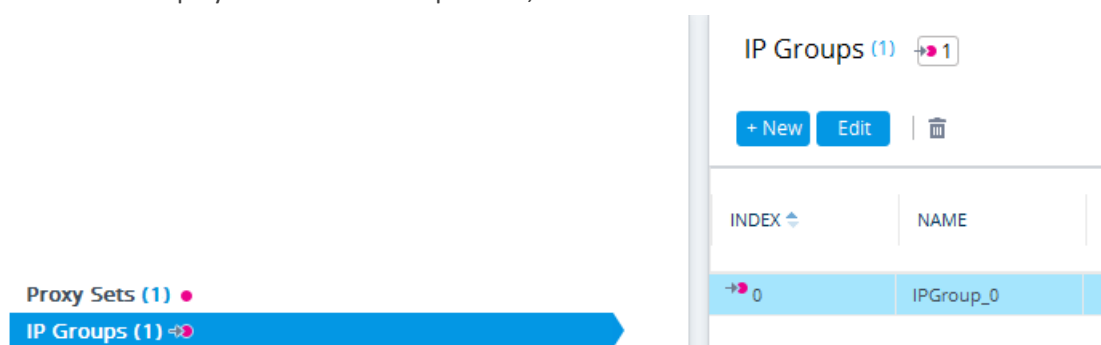 IP Groups (1) 1
+ New Edit
INDEX NAME
Proxy Sets (1)
0 IPGroup_0
IP Groups (1)